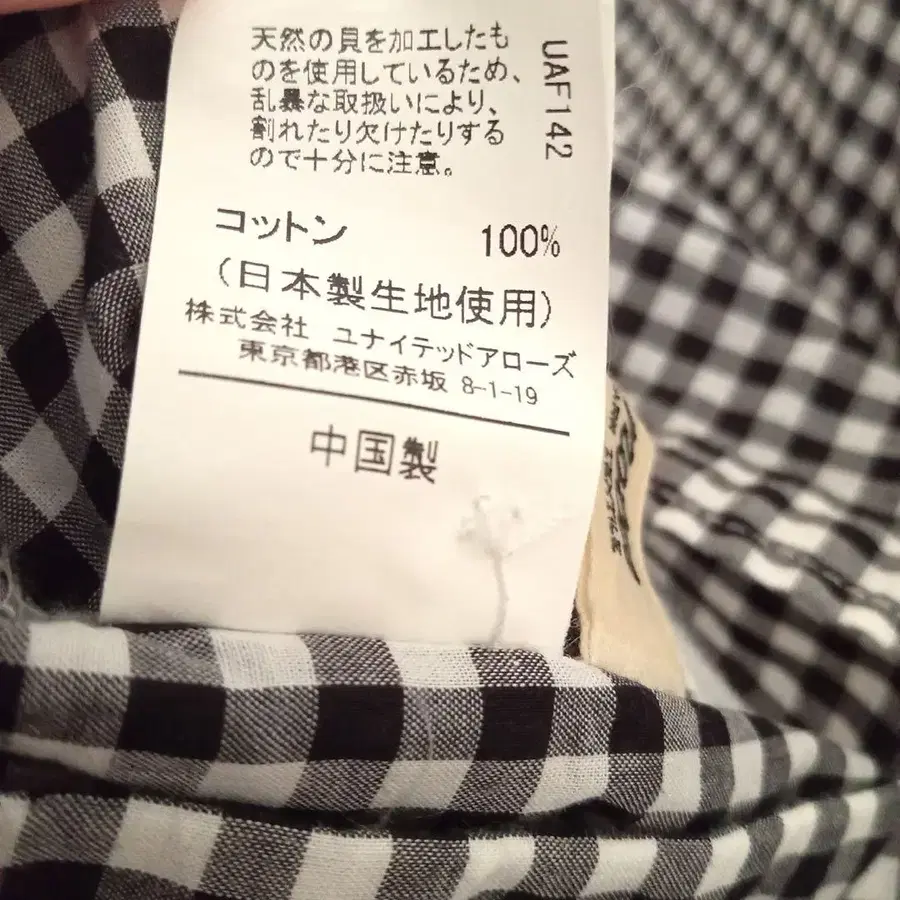 天然の貝を加工したも
のを使用しているため、
乱暴な取扱いにより、
割れたり欠けたりする
ので十分に注意。
UAF142
コットン 100%
(日本製生地使用)
株式会社 ユナイテッドアローズ
東京都港区赤坂 8-1-19
中国製